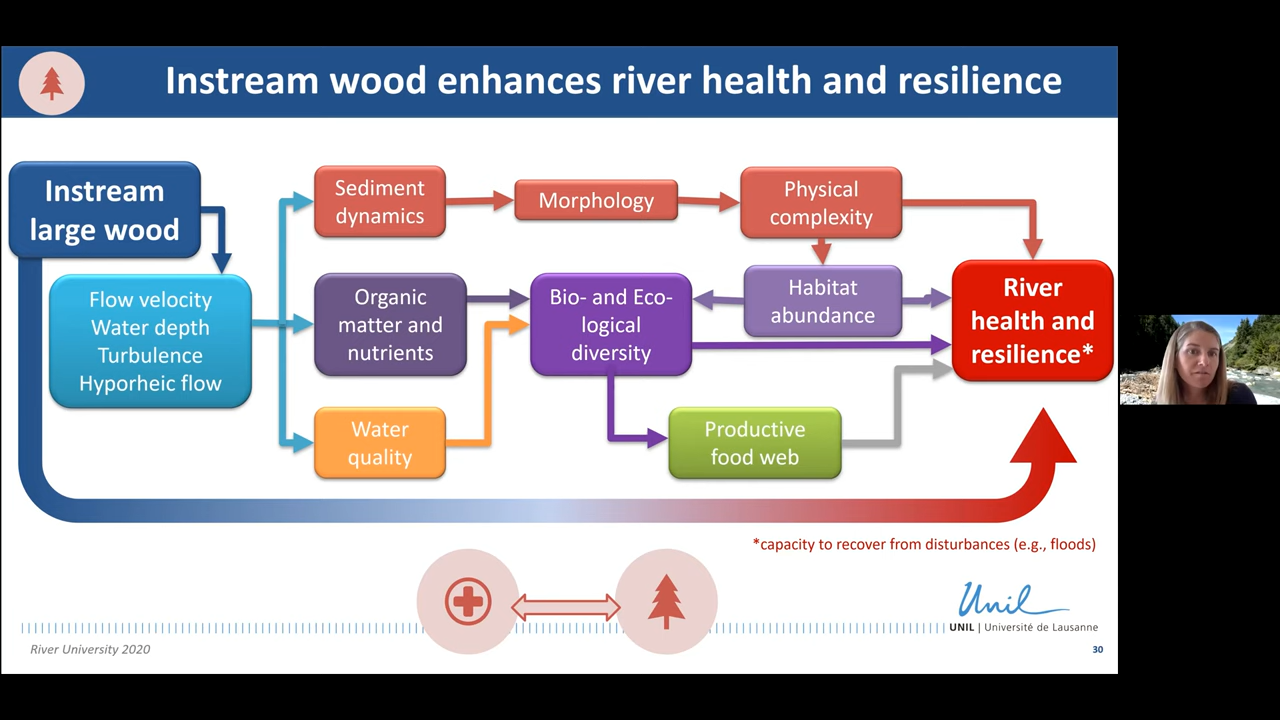 Instream wood enhances river health and resilience
Instream
large wood
Flow velocity
Water depth
Turbulence
Hyporheic flow
Sediment
dynamics
Morphology
Physical
complexity
Organic
matter and
nutrients
Bio- and Eco-
logical
diversity
Habitat
abundance
River
health and
resilience*
Water
quality
Productive
food web
*capacity to recover from disturbances (e.g., floods)
Unil
UNIL | Université de Lausanne
River University 2020
30